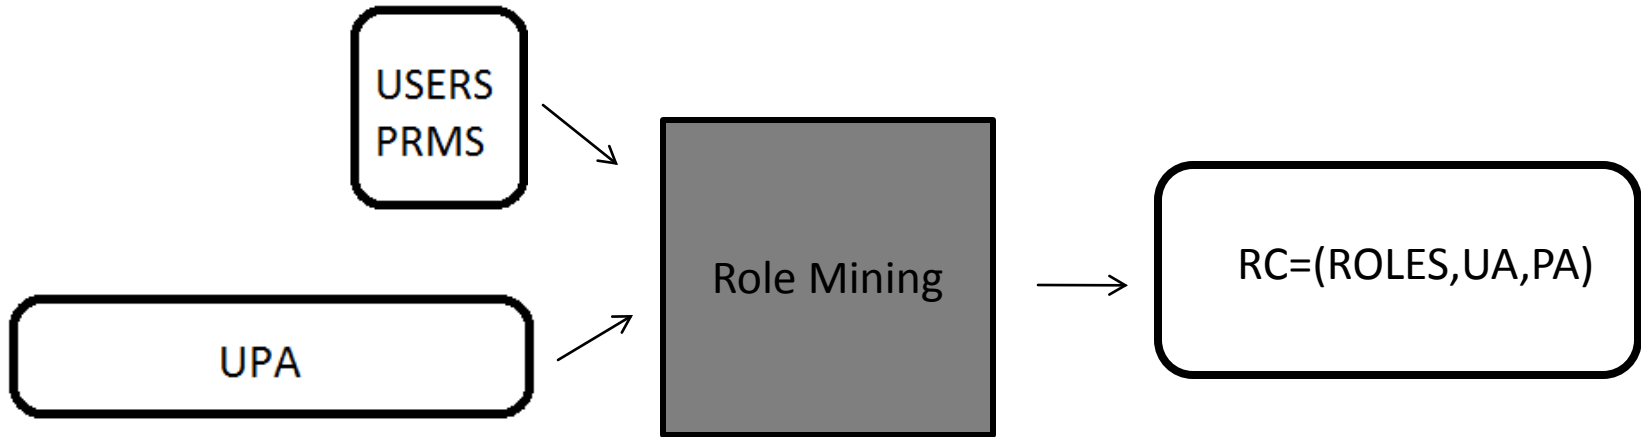 USERS
PRMS
UPA
Role Mining
RC=(ROLES,UA,PA)